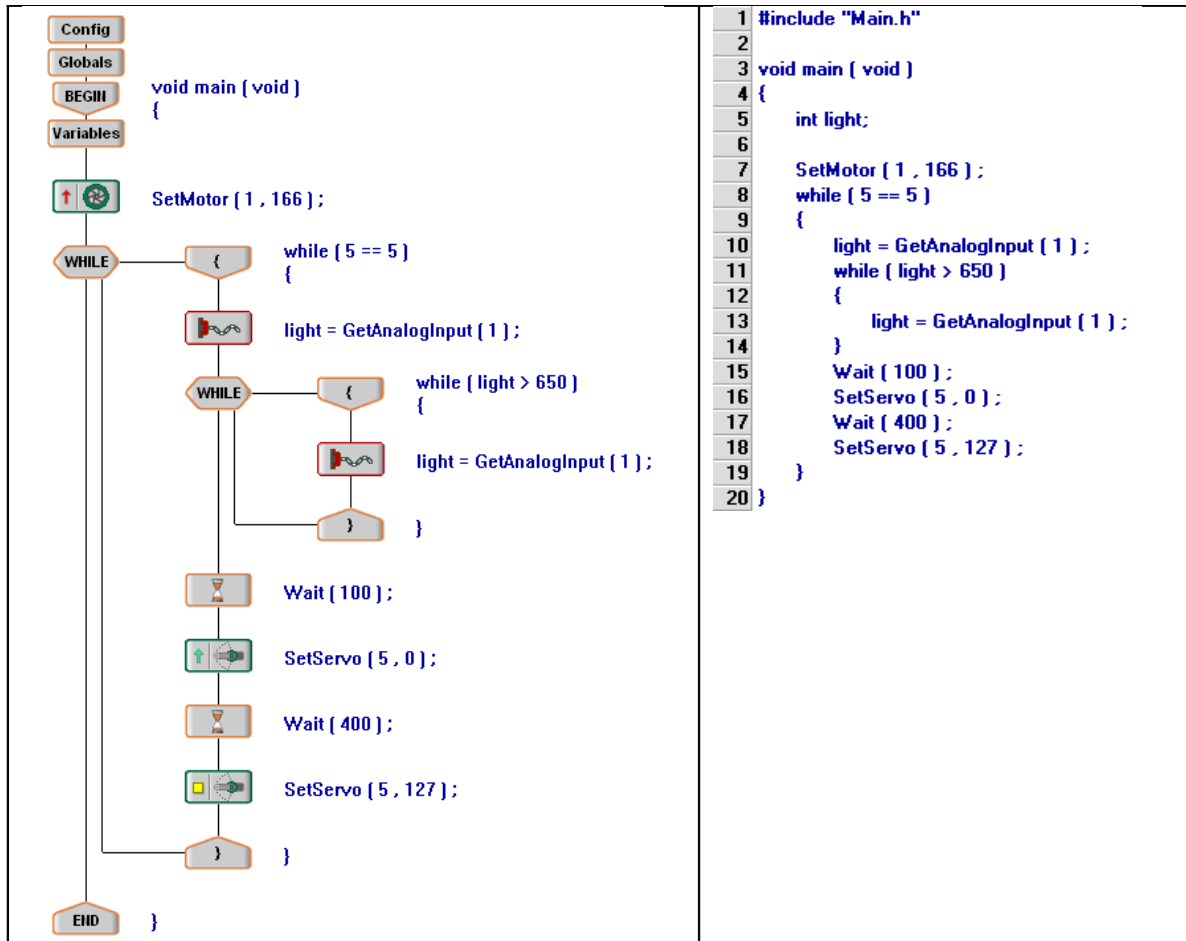 Config
Globals
BEGIN
void main ( void )
{
Variables
SetMotor ( 1 , 166 ) ;
WHILE
{
while ( 5 == 5 )
{
light = GetAnalogInput ( 1 ) ;
WHILE
{
while ( light > 650 )
{
light = GetAnalogInput ( 1 ) ;
}
}
Wait ( 100 ) ;
SetServo ( 5 , 0 ) ;
Wait ( 400 ) ;
SetServo ( 5 , 127 ) ;
}
}
END
}
1 #include "Main.h"
2
3 void main ( void )
4 {
5 int light;
6
7 SetMotor ( 1 , 166 ) ;
8 while ( 5 == 5 )
9 {
10 light = GetAnalogInput ( 1 ) ;
11 while ( light > 650 )
12 {
13 light = GetAnalogInput ( 1 ) ;
14 }
15 Wait ( 100 ) ;
16 SetServo ( 5 , 0 ) ;
17 Wait ( 400 ) ;
18 SetServo ( 5 , 127 ) ;
19 }
20 }